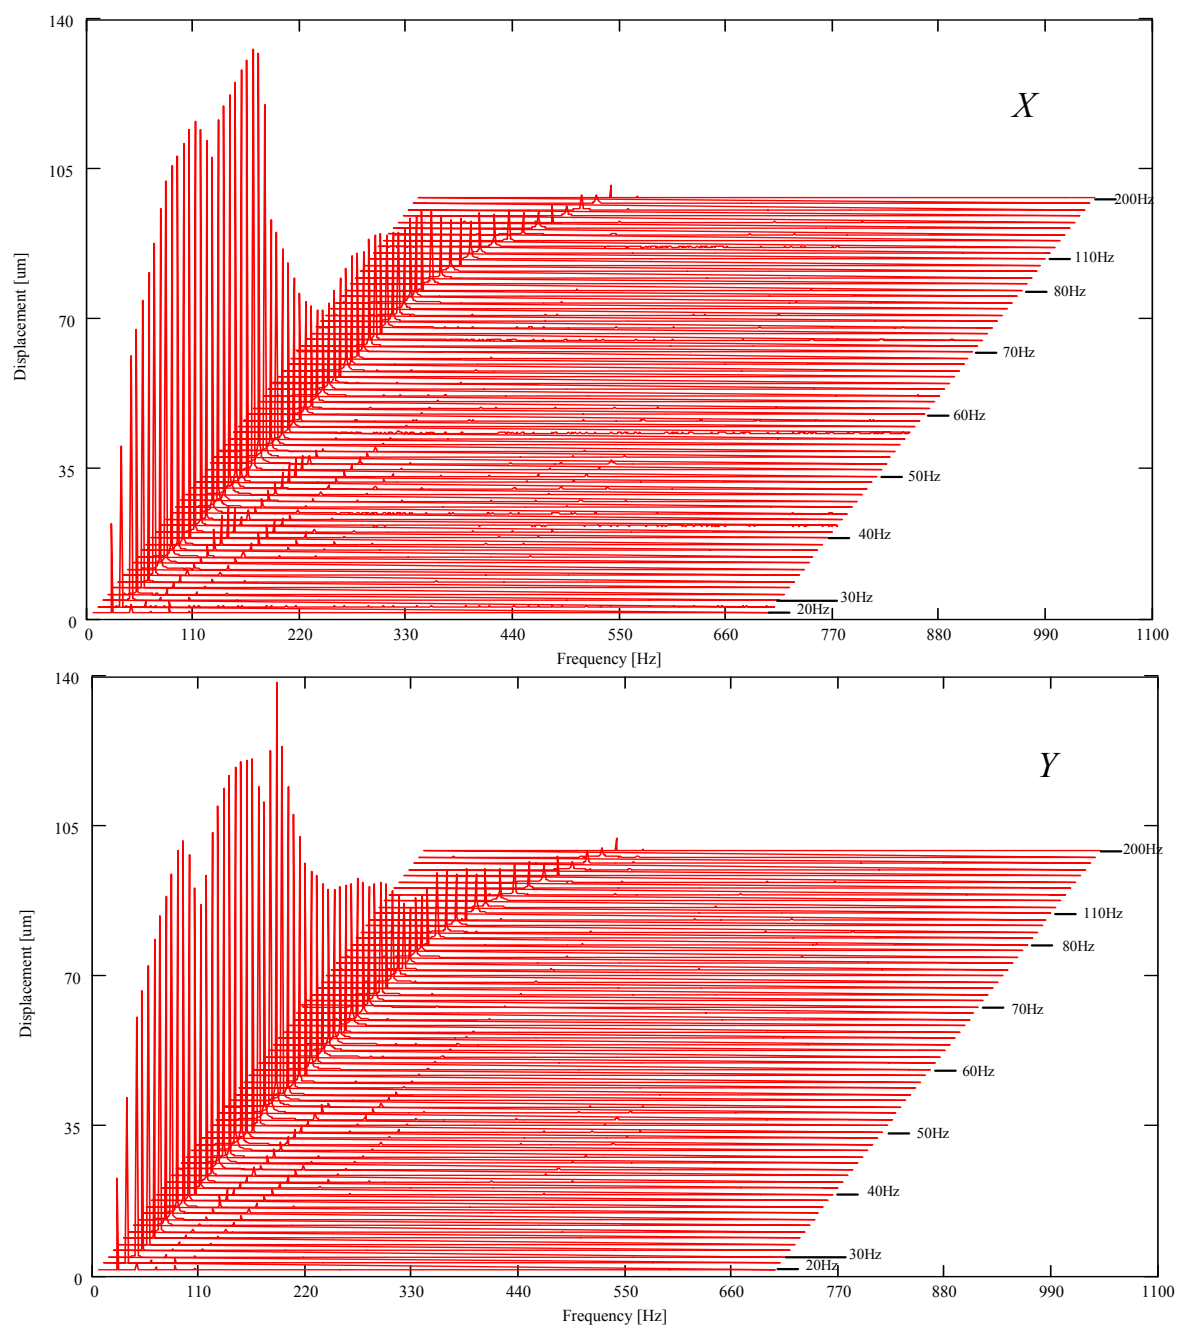 140
X
105
200Hz
110Hz
80Hz
70
70Hz
60Hz
35
50Hz
40Hz
30Hz
20Hz
0
0 110 220 330 440 550 660 770 880 990 1100
Displacement [um]
Frequency [Hz]
140
Y
105
200Hz
110Hz
80Hz
70
70Hz
60Hz
35
50Hz
40Hz
30Hz
20Hz
0
0 110 220 330 440 550 660 770 880 990 1100
Displacement [um]
Frequency [Hz]